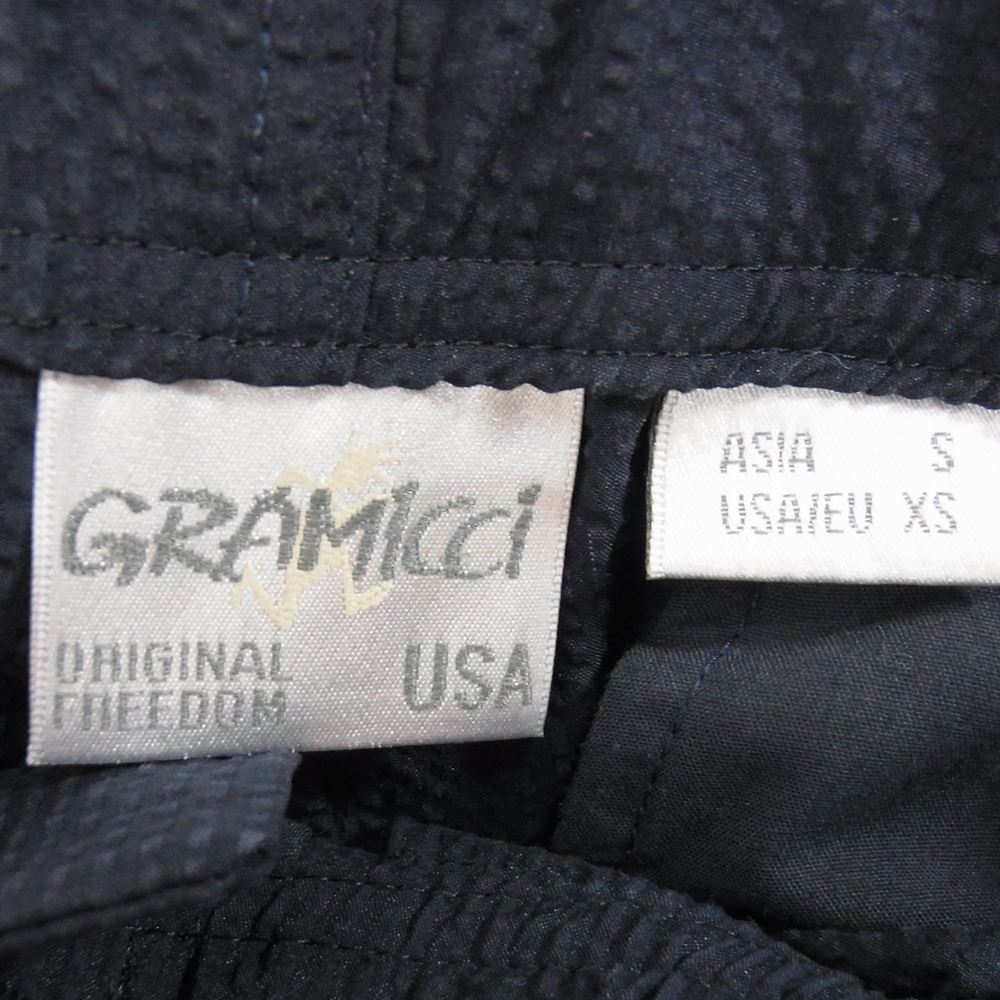 GRAMICCI
ORIGINAL
FREEDOM
USA
ASIA S
USA/EU XS